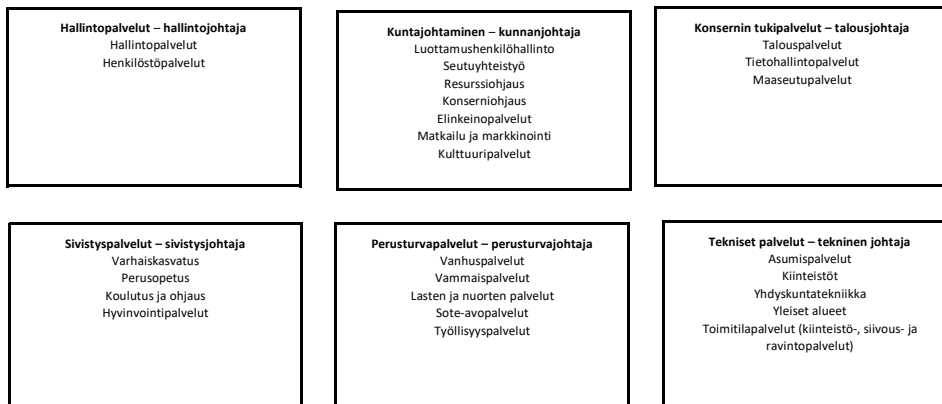 Hallintopalvelut – hallintojohtaja
Hallintopalvelut
Henkilöstöpalvelut
Kuntajohtaminen – kunnanjohtaja
Luottamushenkilöhallinto
Seutuyhteistyö
Resurssiohjaus
Konserniohjaus
Elinkeinopalvelut
Matkailu ja markkinointi
Kulttuuripalvelut
Konsernin tukipalvelut – talousjohtaja
Talouspalvelut
Tietohallintopalvelut
Maaseutupalvelut
Sivistyspalvelut – sivistysjohtaja
Varhaiskasvatus
Perusopetus
Koulutus ja ohjaus
Hyvinvointipalvelut
Perusturvapalvelut – perusturvajohtaja
Vanhuspalvelut
Vammaispalvelut
Lasten ja nuorten palvelut
Sote-avopalvelut
Työllisyyspalvelut
Tekniset palvelut – tekninen johtaja
Asumispalvelut
Kiinteistöt
Yhdyskuntatekniikka
Yleiset alueet
Toimitilapalvelut (kiinteistö-, siivous- ja
ravintopalvelut)